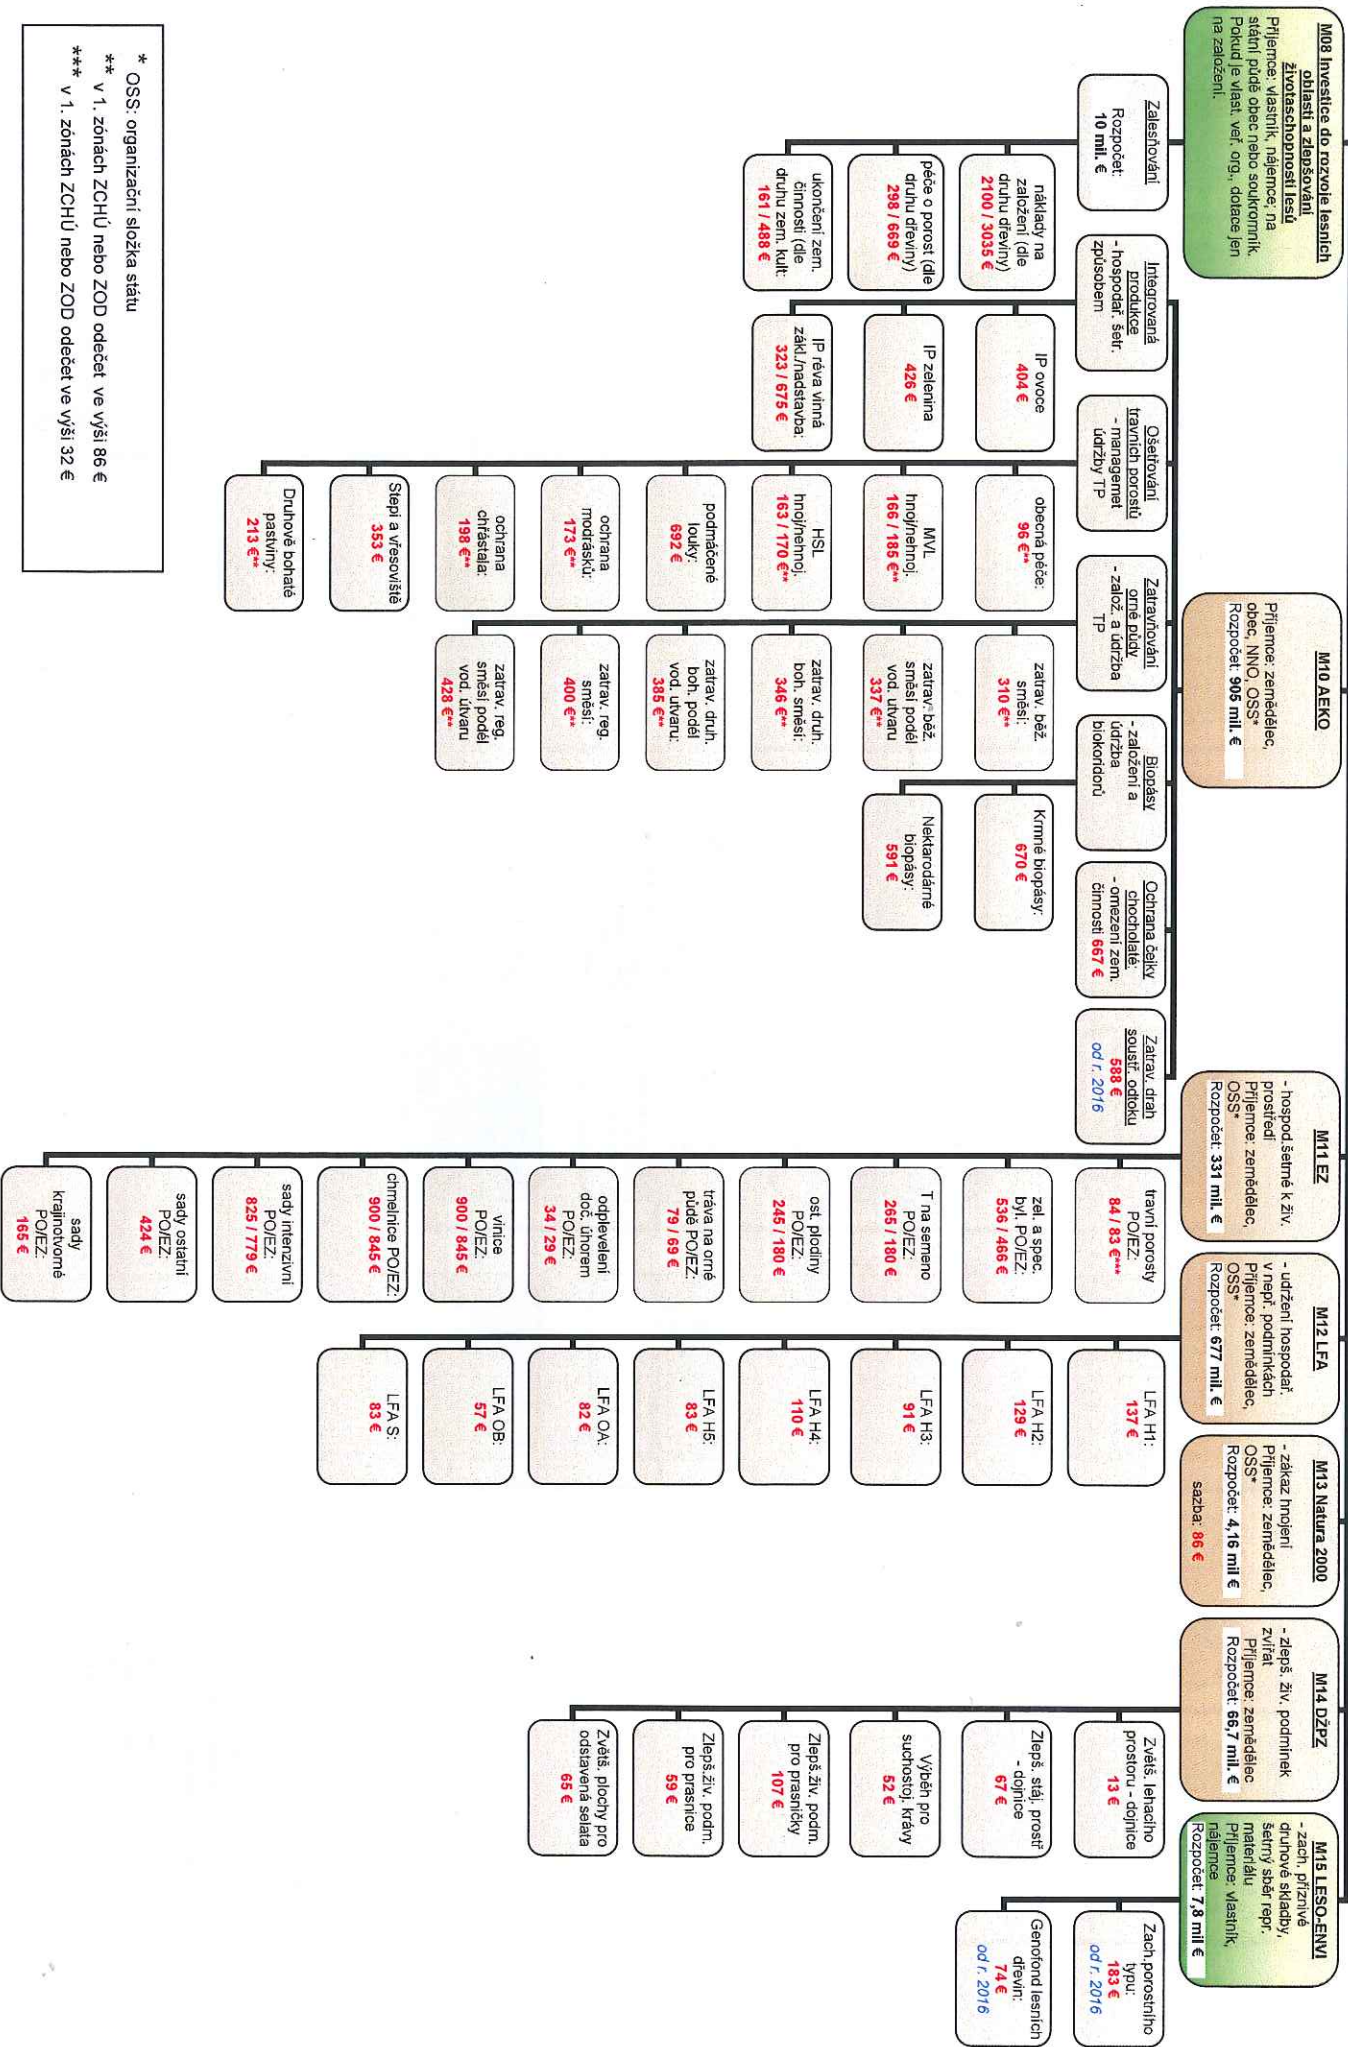 M08 Investice do rozvoje lesních
oblastí a zlepšování
životaschopnosti lesů
Příjemce: vlastník, nájemce; na
státní půdě obec nebo soukromník.
Pokud je vlast. veř. org., dotace jen
na založení.
Zalesňování
Rozpočet:
10 mil. €
náklady na
založení (dle
druhu dřeviny)
2100 / 3035 €
péče o porost (dle
druhu dřeviny)
298 / 669 €
ukončení zem.
činnosti (dle
druhu zem. kult:
161 / 488 €
M10 AEKO
Příjemce: zemědělec,
obec, NNO, OSS*
Rozpočet: 905 mil. €
Integrovaná
produkce
- hospodař. šetr.
způsobem
IP ovoce
404 €
IP zelenina
426 €
IP réva vinná
zákl./nadstavba:
323 / 675 €
Ošetřování
travních porostů
- managemet
údržby TP
obecná péče:
96 €**
MVL
hnoj/nehnoj.
166 / 185 €**
HSL
hnoj/nehnoj.
163 / 170 €**
podmáčené
louky:
692 €
ochrana
modrásků:
173 €**
ochrana
chřástala:
198 €**
Stepi a vřesoviště
353 €
Druhově bohaté
pastviny:
213 €**
Zatravňování
orné půdy
- založ. a údržba
TP
zatrav. běž.
směsí:
310 €**
zatrav. běž.
směsí podél
vod. útvaru
337 €**
zatrav. druh.
boh. směsí:
346 €**
zatrav. druh.
boh. podél
vod. utvaru:
385 €**
zatrav. reg.
směsí:
400 €**
zatrav. reg.
směsí podél
vod. útvaru
428 €**
Biopásy
- založení a
údržba
biokoridorů
Krmné biopásy:
670 €
Nektarodárné
biopásy:
591 €
Ochrana čejky
chocholaté:
- omezení zem.
činnosti 667 €
Zatrav. drah
soustř. odtoku
588 €
od r. 2016
M11 EZ
- hospod.šetrné k živ.
prostředí
Příjemce: zemědělec,
OSS*
Rozpočet: 331 mil. €
travní porosty
PO/EZ:
84 / 83 €***
zel. a spec.
byl. PO/EZ:
536 / 466 €
T na semeno
PO/EZ:
265 / 180 €
ost. plodiny
PO/EZ:
245 / 180 €
tráva na orné
půdě PO/EZ:
79 / 69 €
odplevelení
doč. úhorem
PO/EZ:
34 / 29 €
vinice
PO/EZ:
900 / 845 €
chmelnice PO/EZ:
900 / 845 €
sady intenzivní
PO/EZ:
825 / 779 €
sady ostatní
PO/EZ:
424 €
sady
krajinotvorné
PO/EZ:
165 €
M12 LFA
- udržení hospodař.
v nepř. podmínkách
Příjemce: zemědělec,
OSS*
Rozpočet: 677 mil. €
LFA H1:
137 €
LFA H2:
129 €
LFA H3:
91 €
LFA H4:
110 €
LFA H5:
83 €
LFA OA:
82 €
LFA OB:
57 €
LFA S:
83 €
M13 Natura 2000
- zákaz hnojení
Příjemce: zemědělec,
OSS*
Rozpočet: 4,16 mil €
sazba: 86 €
M14 DŽPZ
- zlepš. živ. podmínek
zvířat
Příjemce: zemědělec
Rozpočet: 66,7 mil. €
Zvětš. lehacího
prostoru – dojnice
13 €
Zlepš. stáj. prostř
- dojnice
67 €
Výběh pro
suchostoj. krávy
52 €
Zlepš.živ. podm.
pro prasničky
107 €
Zlepš.živ. podm.
pro prasnice
59 €
Zvětš. plochy pro
odstavená selata
65 €
M15 LESO-ENVI
- zach. příznivé
druhové skladby,
šetrný sběr repr.
materiálu
Příjemce: vlastník,
nájemce
Rozpočet: 7,8 mil €
Zach.porostního
typu:
183 €
od r. 2016
Genofond lesních
dřevin:
74 €
od r. 2016
* OSS: organizační složka státu
** v 1. zónách ZCHÚ nebo ZOD odečet ve výši 86 €
*** v 1. zónách ZCHÚ nebo ZOD odečet ve výši 32 €